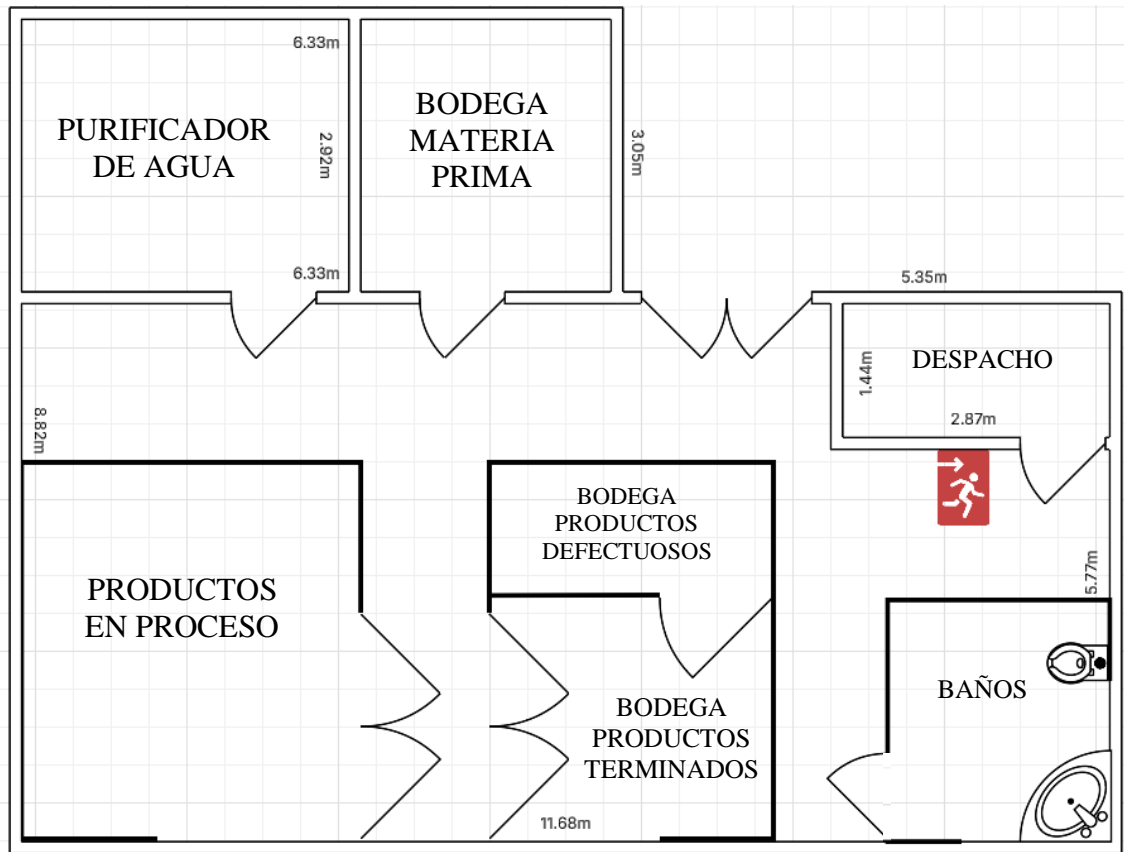 6.33m
PURIFICADOR
DE AGUA
2.92m
6.33m
BODEGA
MATERIA
PRIMA
3.05m
5.35m
DESPACHO
1.44m
2.87m
8.82m
PRODUCTOS
EN PROCESO
BODEGA
PRODUCTOS
DEFECTUOSOS
BODEGA
PRODUCTOS
TERMINADOS
11.68m
5.77m
BAÑOS